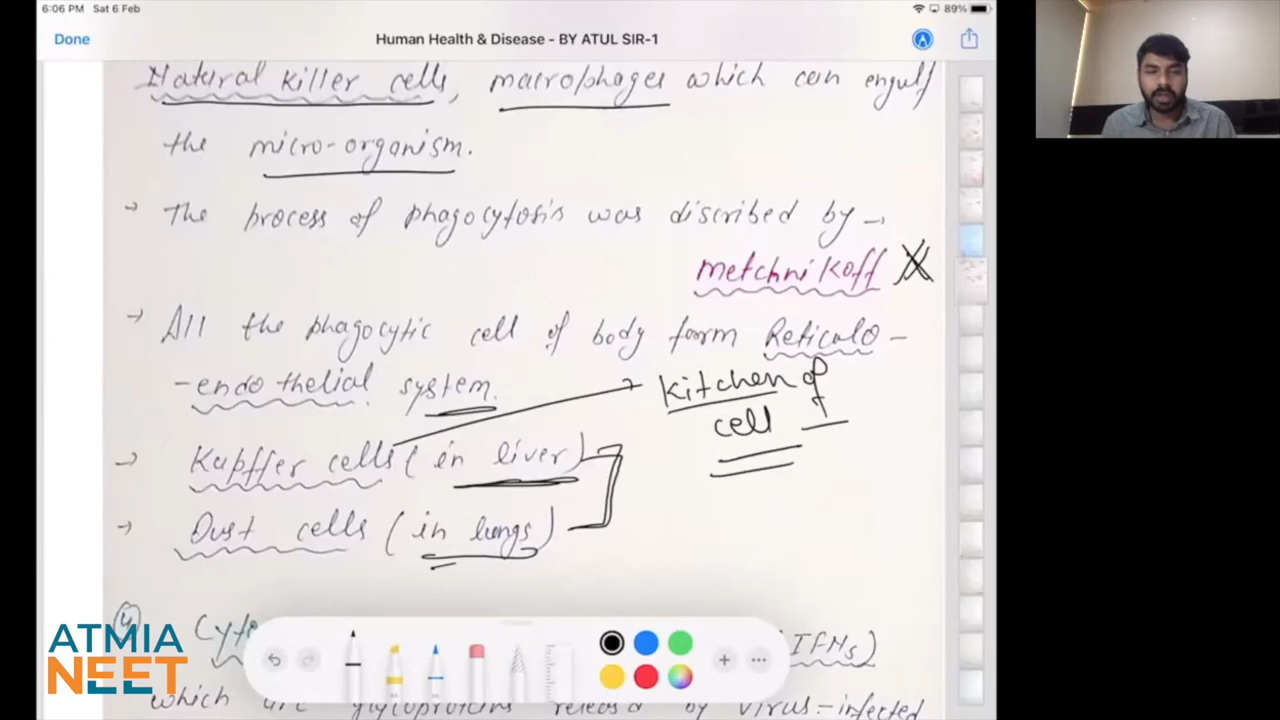 6:06 PM Sat 6 Feb
89%
Done
Human Health & Disease - BY ATUL SIR-1
Natural killer cells, macrophages which can engulf
the micro-organism.
→ The process of phagocytosis was discribed by →
Metchnikoff
→ All the phagocytic cell of body form Reticulo-
-endothelial system.
Kitchen of
cell
→ Kupffer cells (in liver)
→ Dust cells (in lungs)
(4)
(IFNs)
which are glycoproteins released by virus-infected
ATMIA
NEET